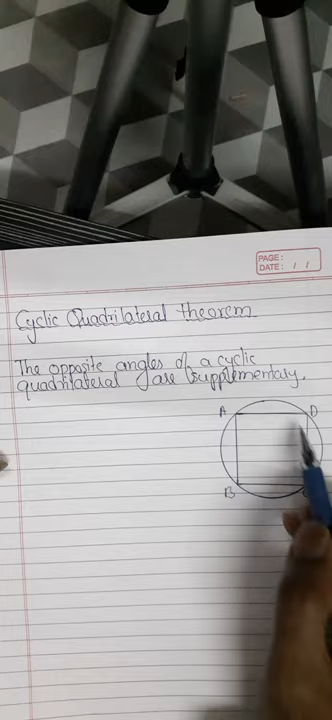 PAGE:
DATE: / /
Cyclic Quadrilateral theorem
The opposite angles of a cyclic
quadrilateral are supplementary.
A D
B